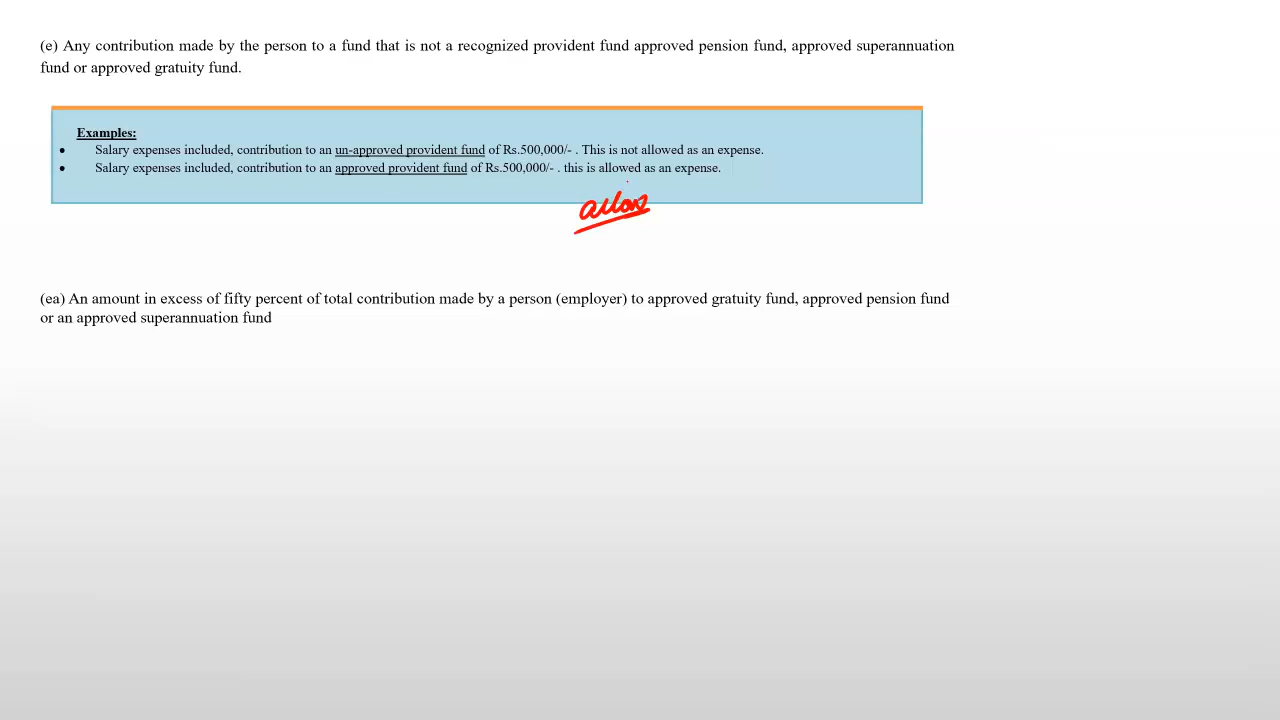 (e) Any contribution made by the person to a fund that is not a recognized provident fund approved pension fund, approved superannuation
fund or approved gratuity fund.
Examples:
• Salary expenses included, contribution to an un-approved provident fund of Rs.500,000/- . This is not allowed as an expense.
• Salary expenses included, contribution to an approved provident fund of Rs.500,000/- . this is allowed as an expense.
allow
(ea) An amount in excess of fifty percent of total contribution made by a person (employer) to approved gratuity fund, approved pension fund
or an approved superannuation fund